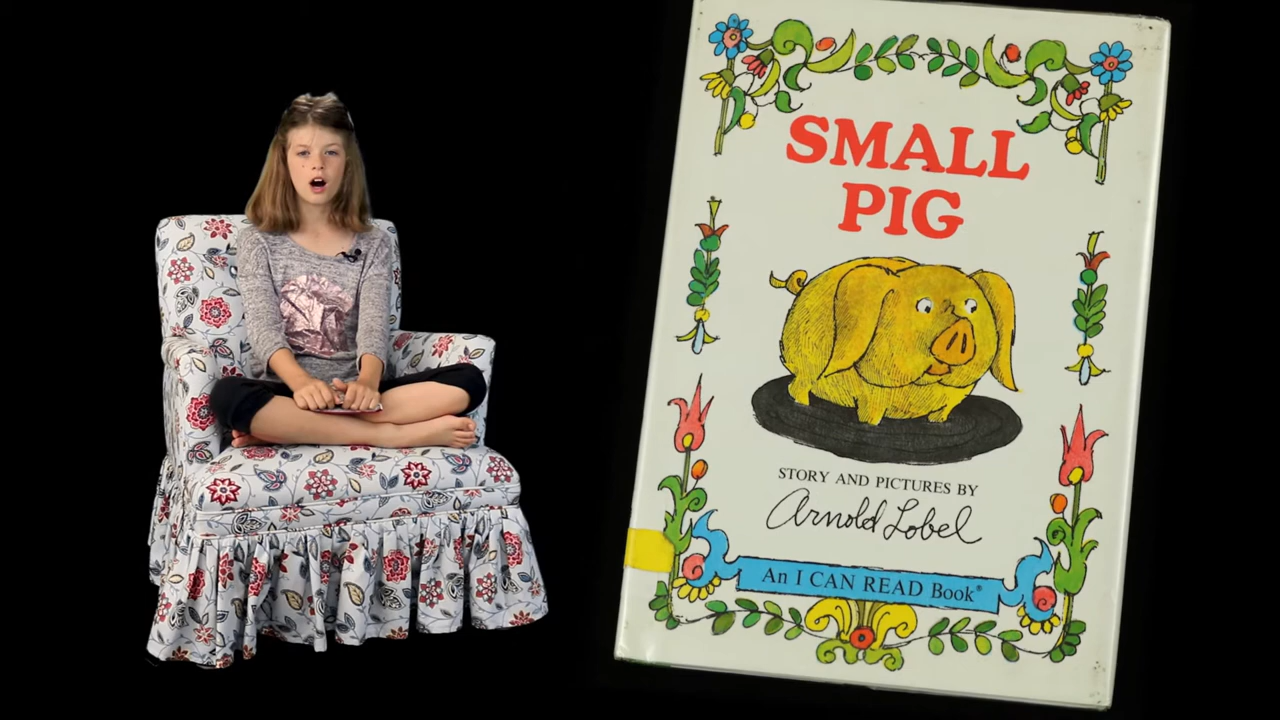 SMALL
PIG
STORY AND PICTURES BY
Arnold Lobel
An I CAN READ Book®